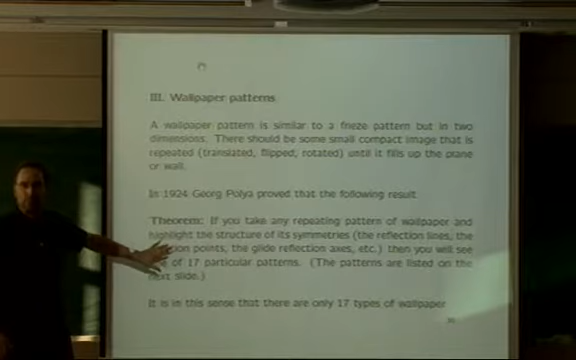 III. Wallpaper patterns
A wallpaper pattern is similar to a frieze pattern but in two
dimensions. There should be some small compact image that is
repeated (translated, flipped, rotated) until it fills up the plane
or wall.
In 1924 Georg Polya proved that the following result
Theorem: If you take any repeating pattern of wallpaper and
highlight the structure of its symmetries (the reflection lines, the
points, the glide reflection axes, etc.) then you will see
of 17 particular patterns. (The patterns are listed on the
next slide.)
It is in this sense that there are only 17 types of wallpaper